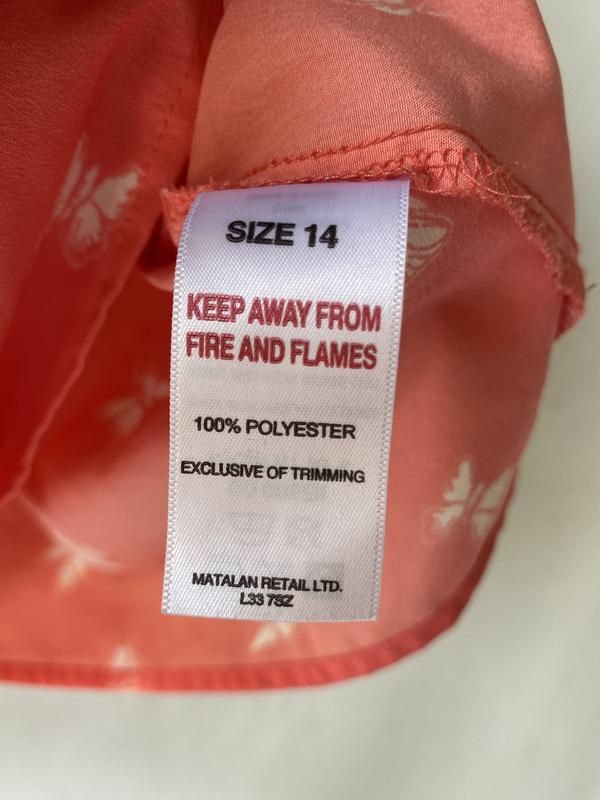 SIZE 14
KEEP AWAY FROM
FIRE AND FLAMES
100% POLYESTER
EXCLUSIVE OF TRIMMING
MATALAN RETAIL LTD.
L33 7SZ